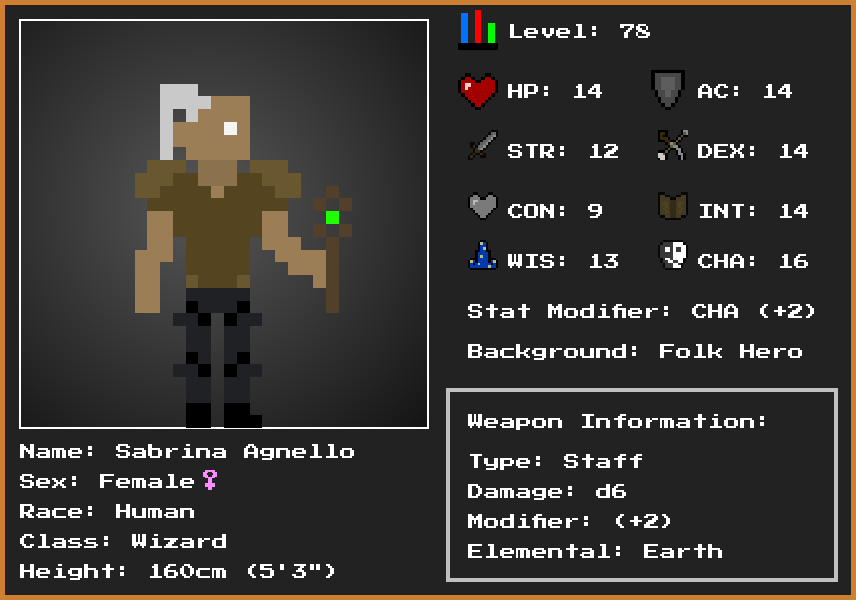 Level: 78
HP: 14 AC: 14
STR: 12 DEX: 14
CON: 9 INT: 14
WIS: 13 CHA: 16
Stat Modifier: CHA (+2)
Background: Folk Hero
Weapon Information:
Type: Staff
Damage: d6
Modifier: (+2)
Elemental: Earth
Name: Sabrina Agnello
Sex: Female♀
Race: Human
Class: Wizard
Height: 160cm (5'3")